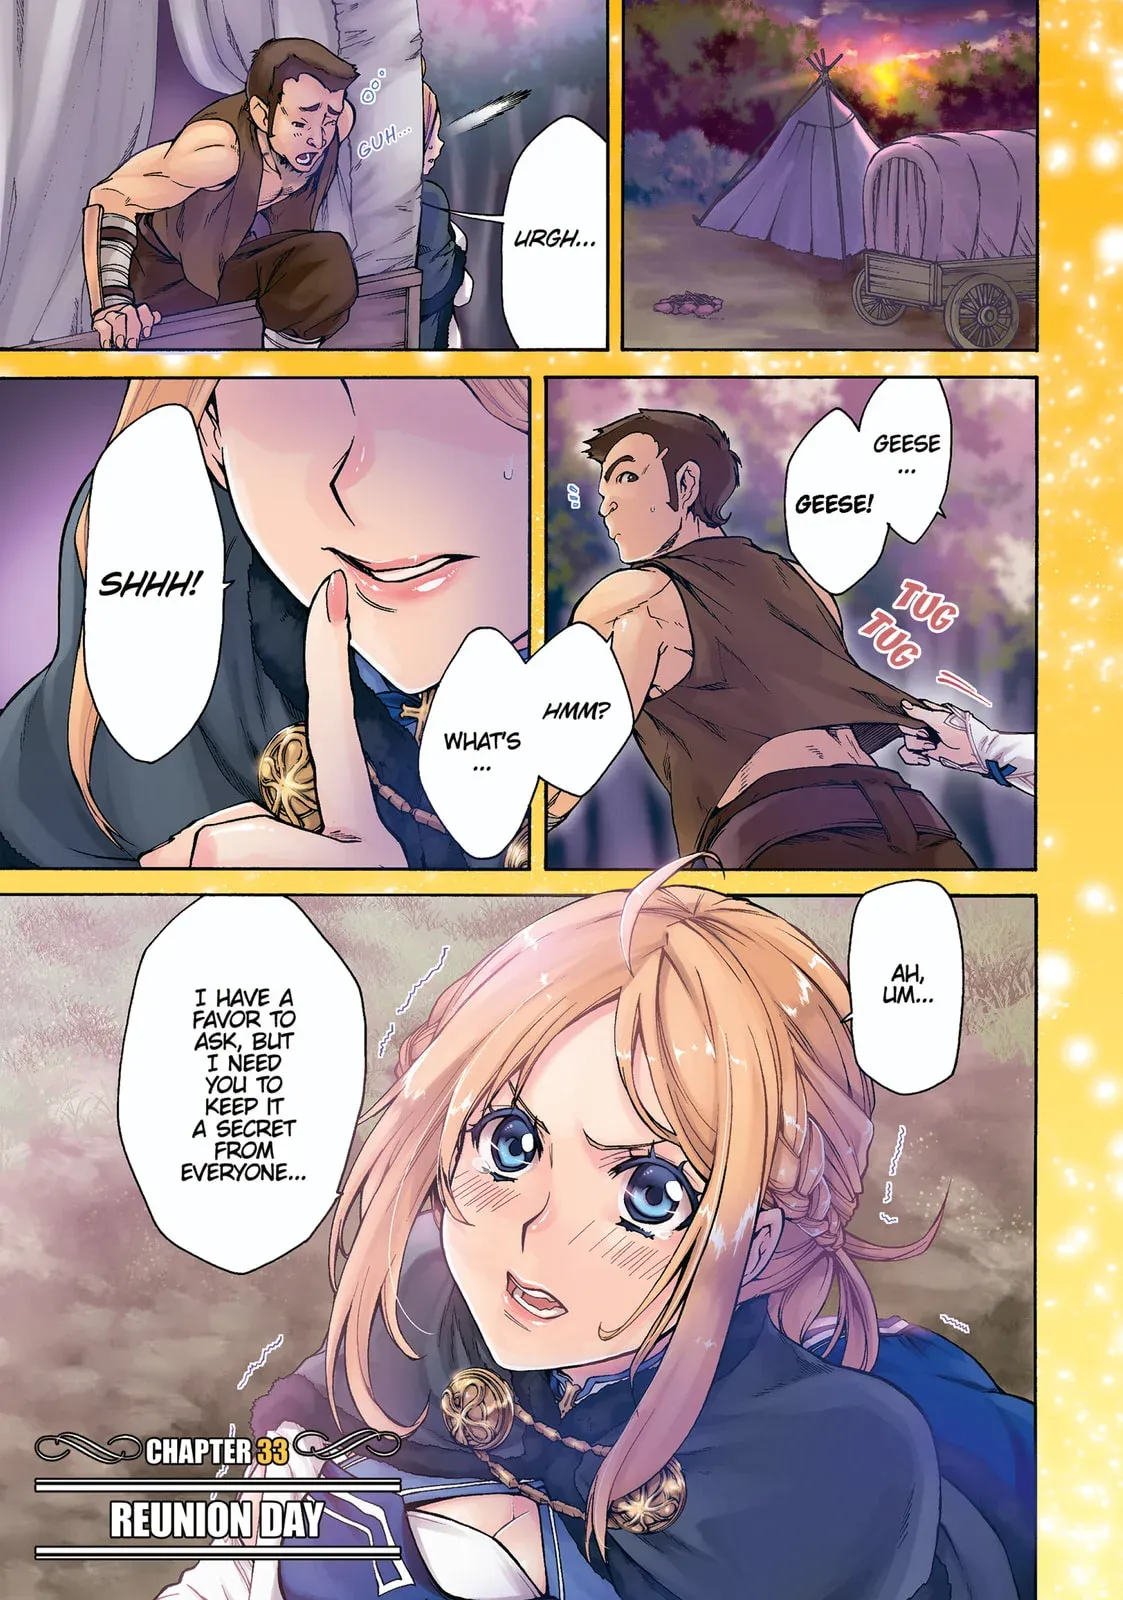 URGH...
GUH...
GEESE
...
GEESE!
TUG
TUG
HMM?
WHAT'S
...
SHHH!
AH,
UM...
I HAVE A
FAVOR TO
ASK, BUT
I NEED
YOU TO
KEEP IT
A SECRET
FROM
EVERYONE...
CHAPTER 33
REUNION DAY